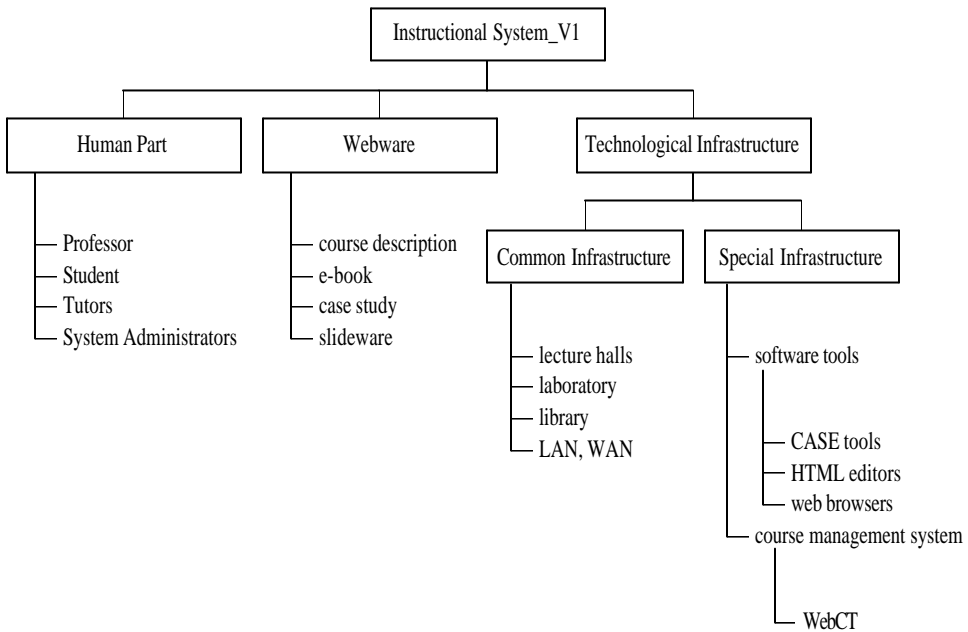 Instructional System_V1
Human Part
Webware
Technological Infrastructure
Professor
Student
Tutors
System Administrators
course description
e-book
case study
slideware
Common Infrastructure
Special Infrastructure
lecture halls
laboratory
library
LAN, WAN
software tools
CASE tools
HTML editors
web browsers
course management system
WebCT